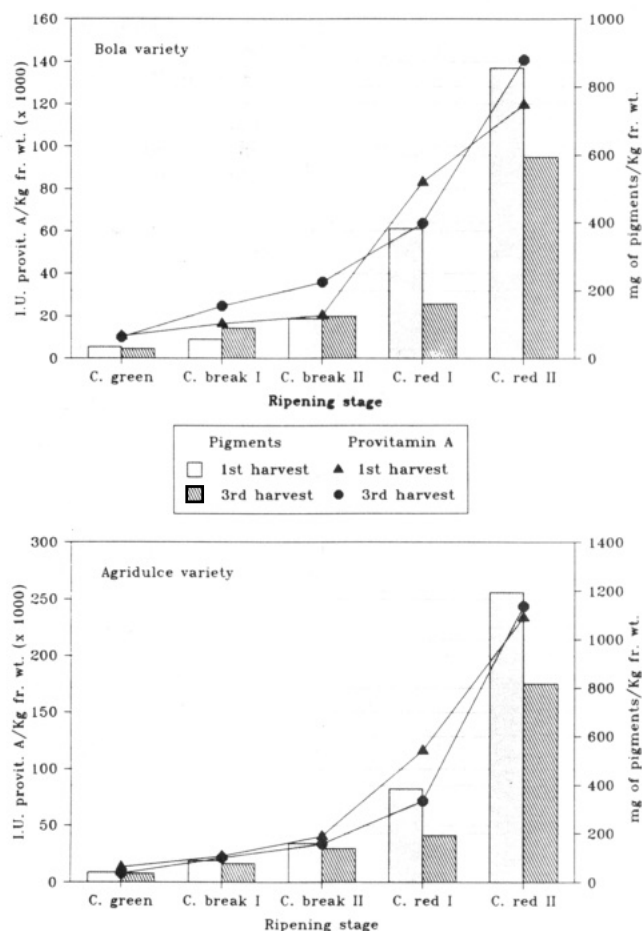 Bola variety
I.U. provit. A/Kg fr. wt. (x 1000)
160
140
120
100
80
60
40
20
0
1000
800
600
400
200
0
mg of pigments/Kg fr. wt.
C. green C. break I C. break II C. red I C. red II
Ripening stage
Pigments Provitamin A
1st harvest 1st harvest
3rd harvest 3rd harvest
Agridulce variety
I.U. provit. A/Kg fr. wt. (x 1000)
300
250
200
150
100
50
0
1400
1200
1000
800
600
400
200
0
mg of pigments/Kg fr. wt.
C. green C. break I C. break II C. red I C. red II
Ripening stage